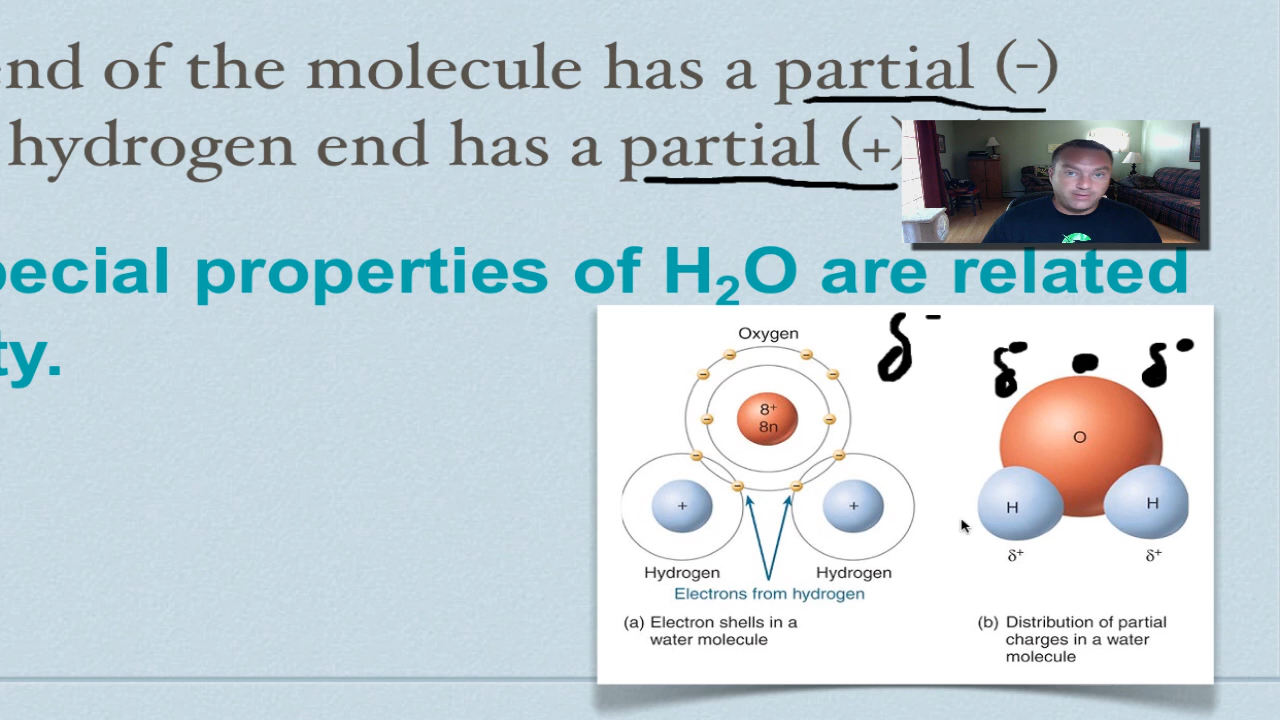 end of the molecule has a partial (-)
hydrogen end has a partial (+)
pecial properties of H₂O are related
ty.
Oxygen
δ -
8⁺
8n
+
+
Hydrogen
Hydrogen
Electrons from hydrogen
(a) Electron shells in a
water molecule
δ⁻
-
δ⁻
O
H
H
δ⁺
δ⁺
(b) Distribution of partial
charges in a water
molecule